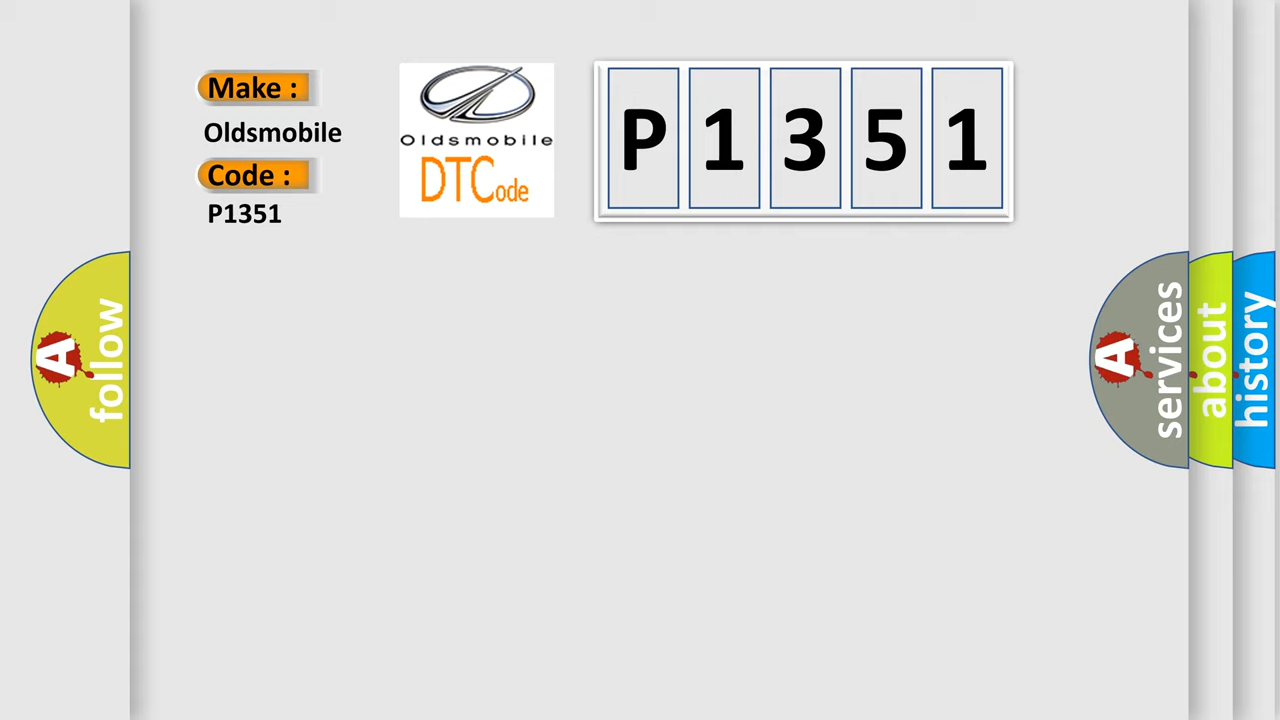 Make :
Oldsmobile
Code :
P1351
Oldsmobile
DTCode
P 1 3 5 1
A follow
A services
about
history